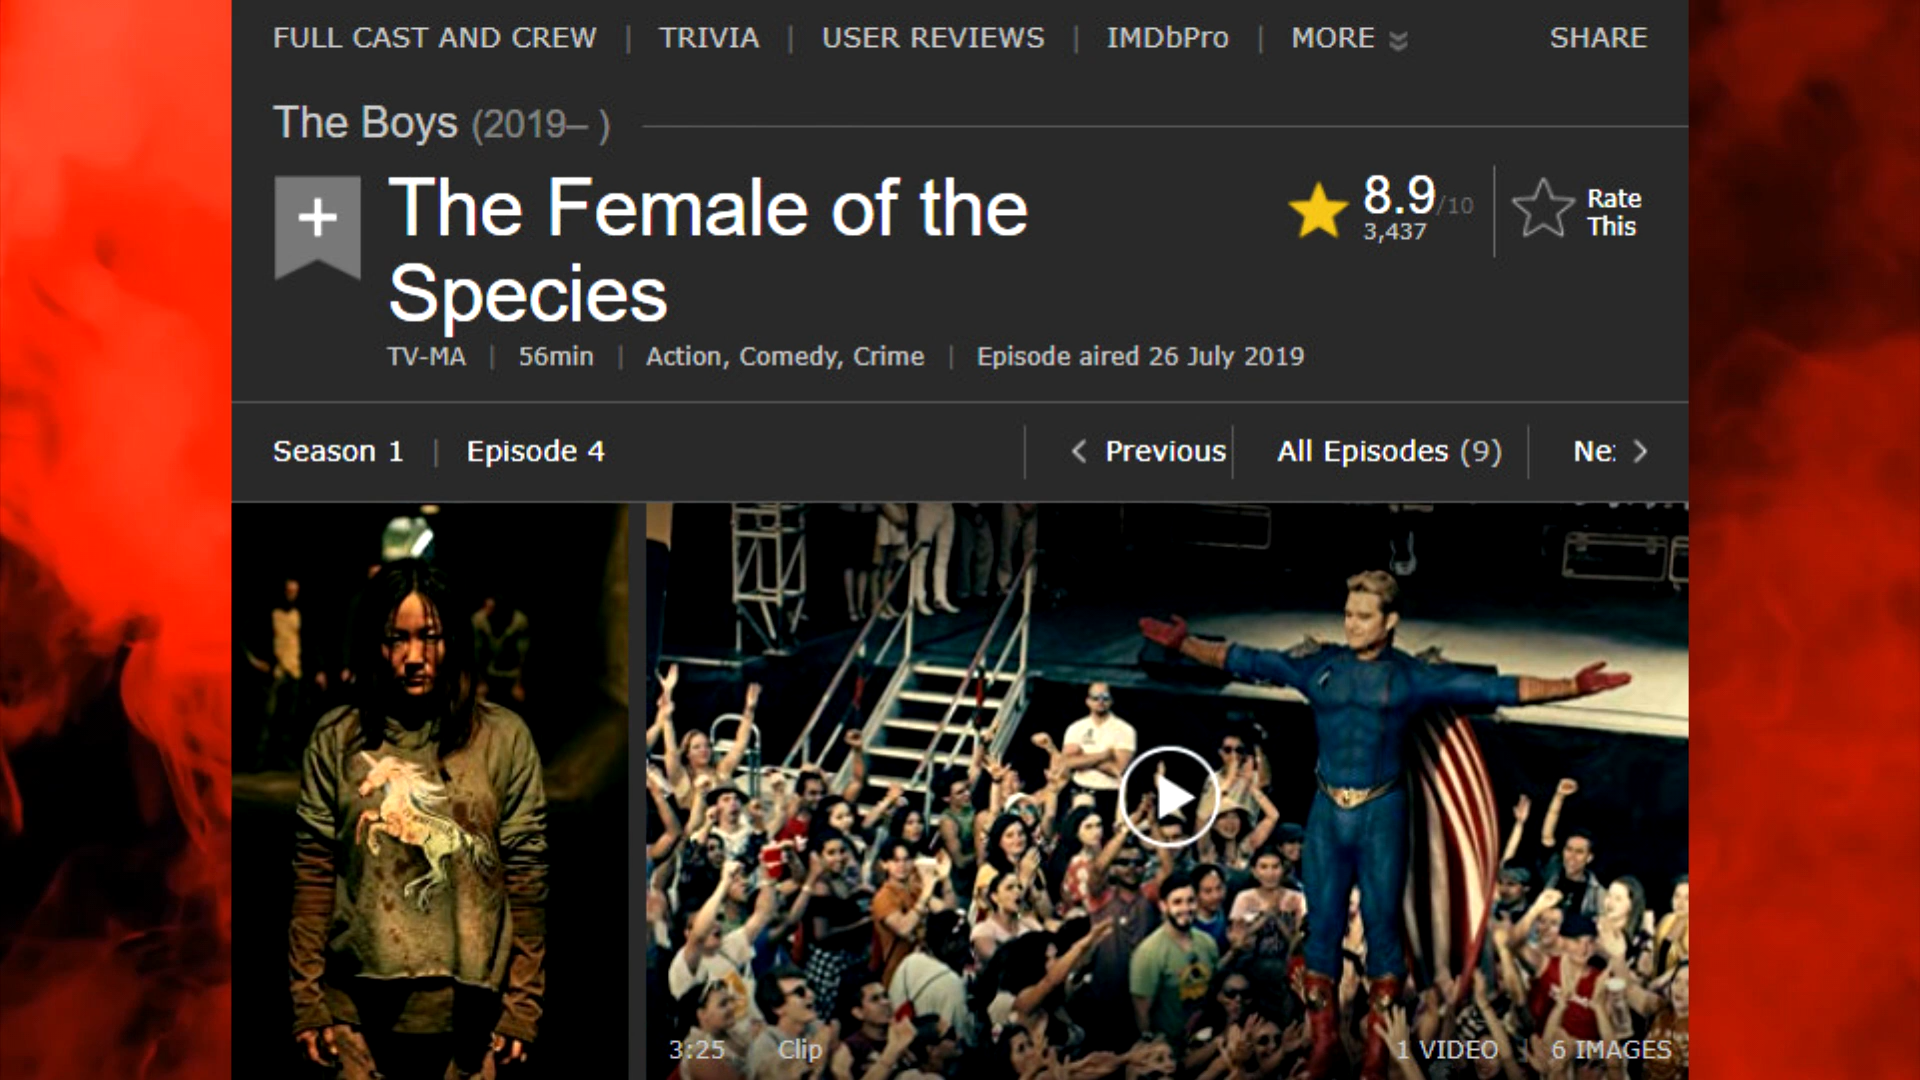 FULL CAST AND CREW | TRIVIA | USER REVIEWS | IMDbPro | MORE SHARE
The Boys (2019– )
The Female of the
Species
8.9/10
3,437
Rate
This
TV-MA | 56min | Action, Comedy, Crime | Episode aired 26 July 2019
Season 1 | Episode 4 Previous All Episodes (9) Ne
3:25 Clip 1 VIDEO | 6 IMAGES